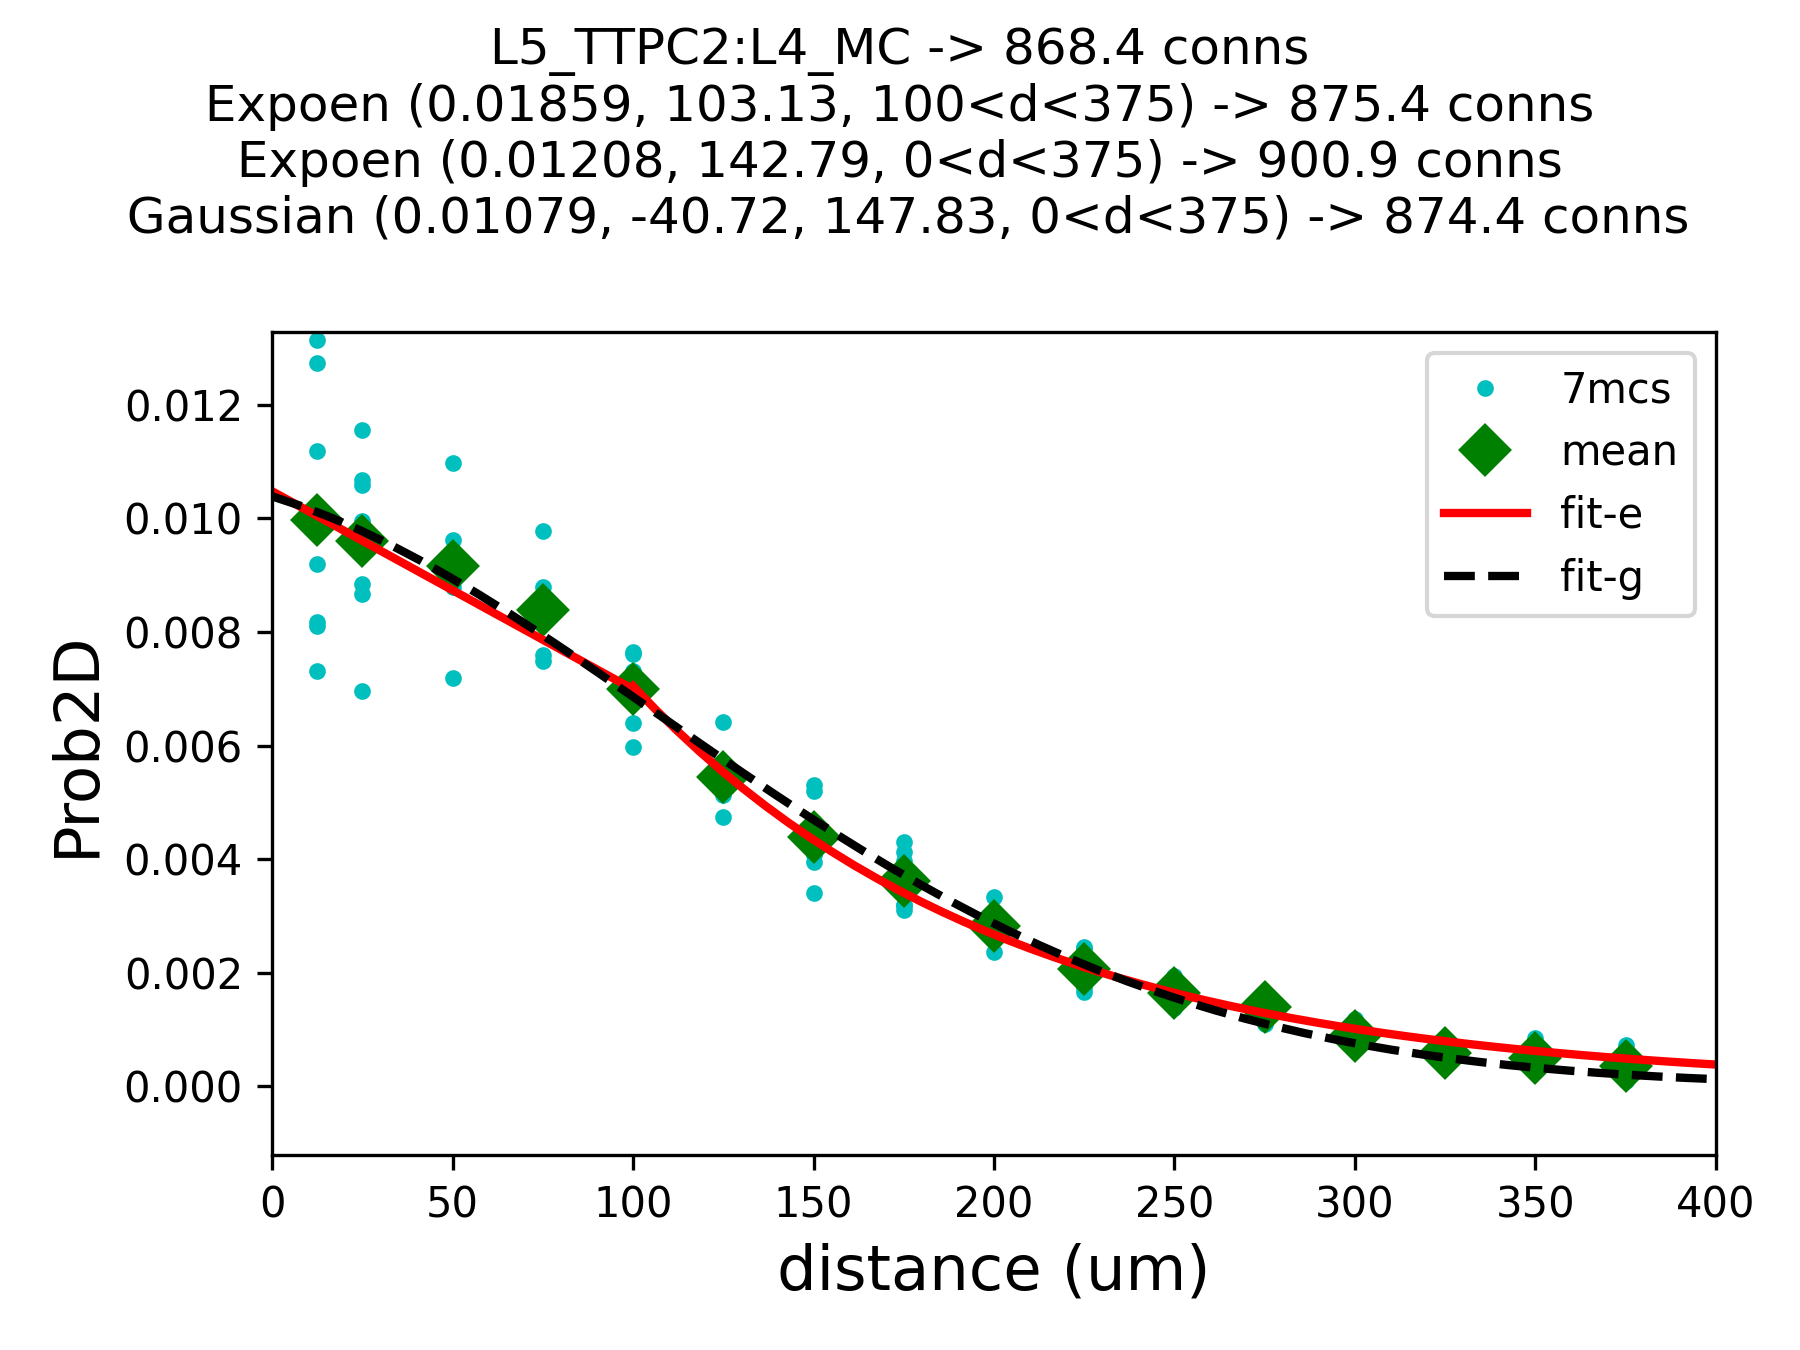 L5_TTPC2:L4_MC -> 868.4 conns
Expoen (0.01859, 103.13, 100<d<375) -> 875.4 conns
Expoen (0.01208, 142.79, 0<d<375) -> 900.9 conns
Gaussian (0.01079, -40.72, 147.83, 0<d<375) -> 874.4 conns
7mcs
mean
fit-e
fit-g
Prob2D
0.012
0.010
0.008
0.006
0.004
0.002
0.000
0 50 100 150 200 250 300 350 400
distance (um)